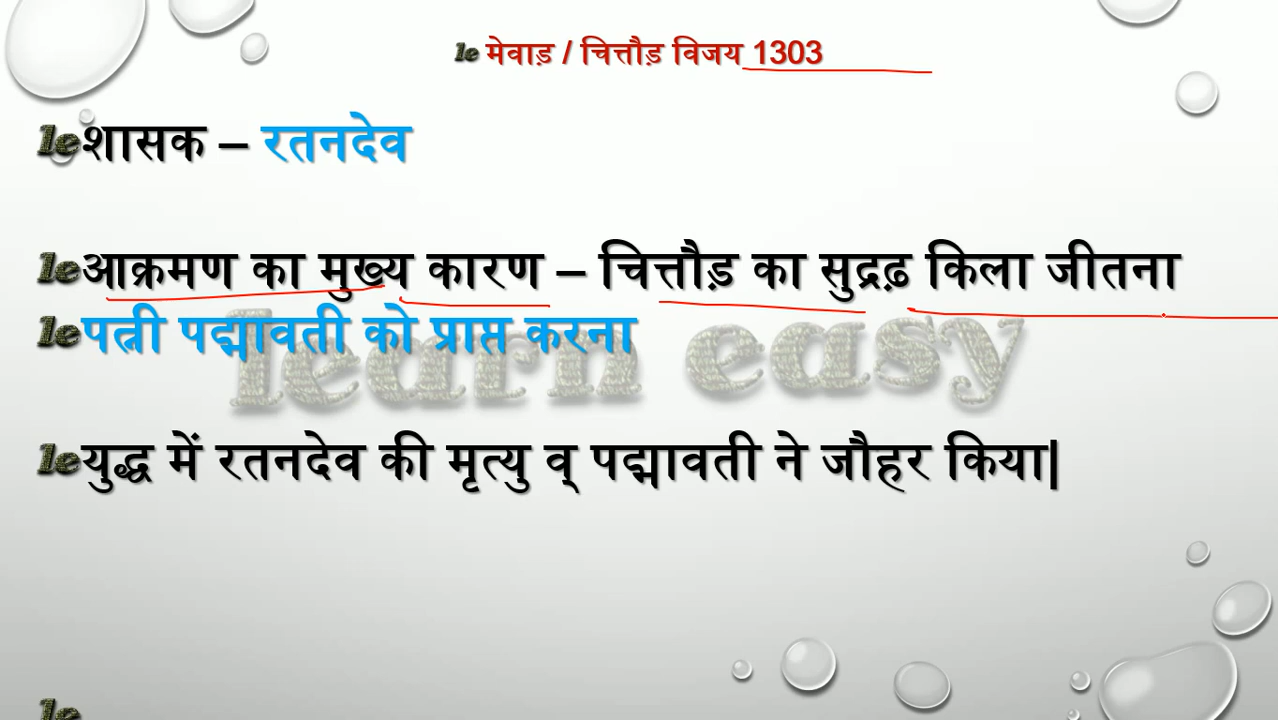 le मेवाड़ / चित्तौड़ विजय 1303
le शासक – रतनदेव
le आक्रमण का मुख्य कारण – चित्तौड़ का सुद्रढ़ किला जीतना
le पत्नी पद्मावती को प्राप्त करना
learn easy
le युद्ध में रतनदेव की मृत्यु व् पद्मावती ने जौहर किया|
le